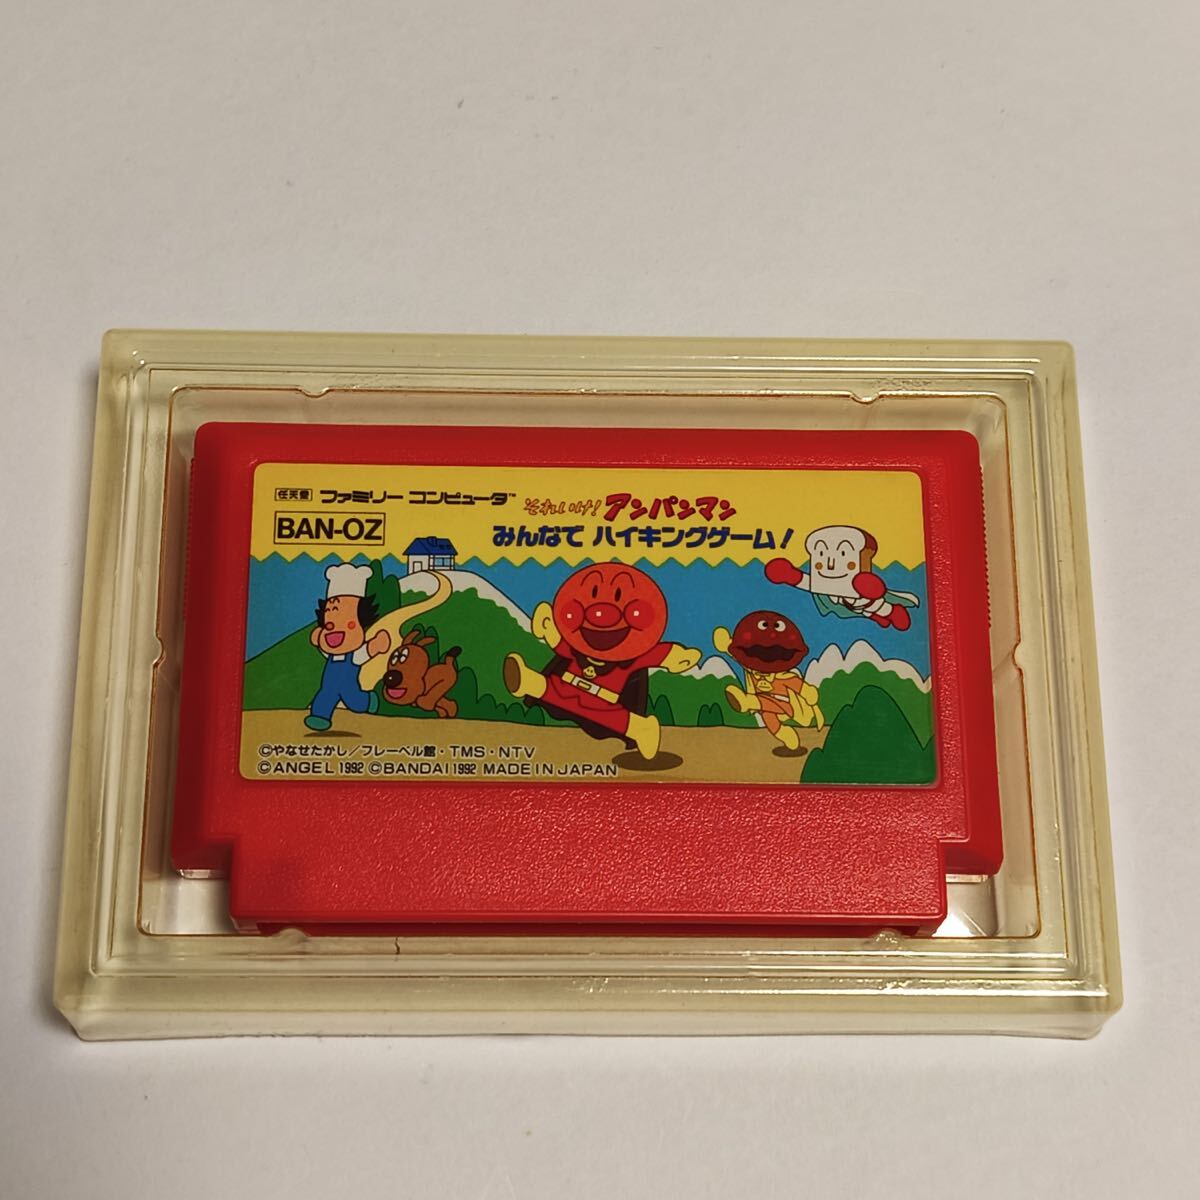 任天堂 ファミリー コンピュータ™
BAN-OZ
それいけ! アンパンマン
みんなで ハイキングゲーム!
©やなせたかし/フレーベル館・TMS・NTV
©ANGEL 1992 ©BANDAI 1992 MADE IN JAPAN